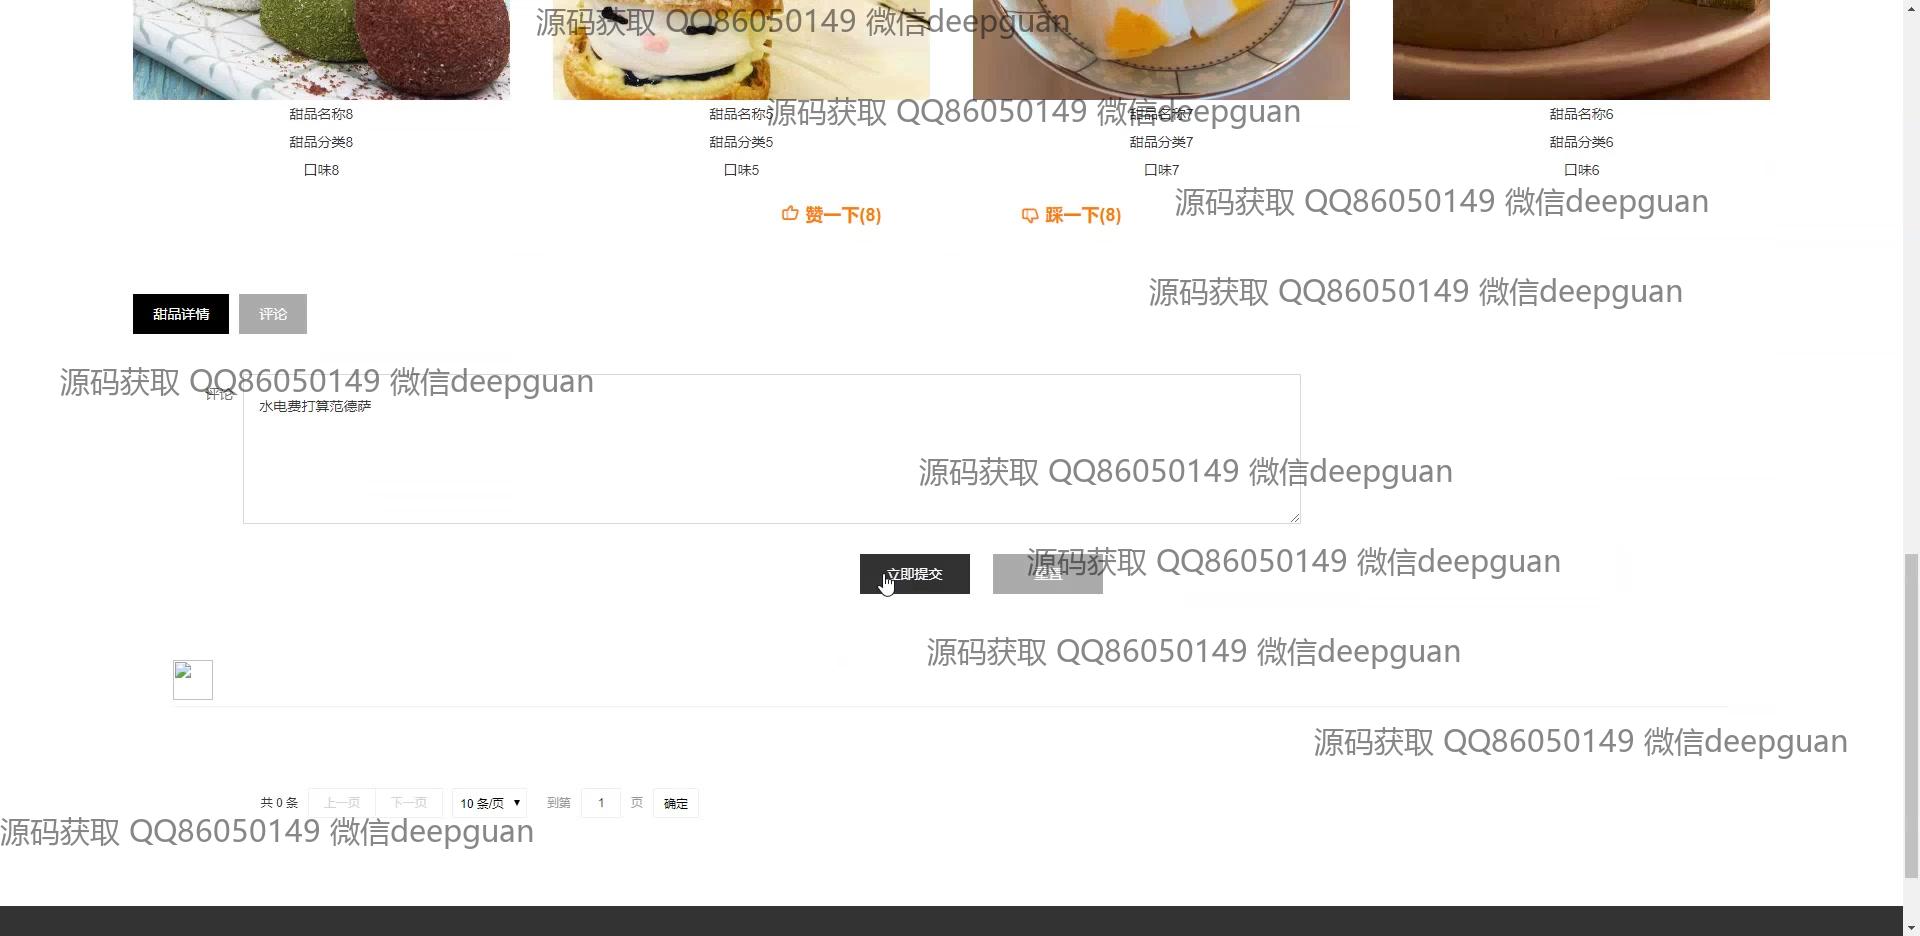 源码获取 QQ86050149 微信deepguan
源码获取 QQ86050149 微信deepguan
甜品名称8
甜品名称5
甜品名称7
甜品名称6
甜品分类8
甜品分类5
甜品分类7
甜品分类6
口味8
口味5
口味7
口味6
源码获取 QQ86050149 微信deepguan
赞一下(8)
踩一下(8)
源码获取 QQ86050149 微信deepguan
甜品详情
评论
源码获取 QQ86050149 微信deepguan
评论
水电费打算范德萨
源码获取 QQ86050149 微信deepguan
源码获取 QQ86050149 微信deepguan
立即提交
重置
源码获取 QQ86050149 微信deepguan
源码获取 QQ86050149 微信deepguan
共 0 条
上一页
下一页
10 条/页
到第
1
页
确定
源码获取 QQ86050149 微信deepguan